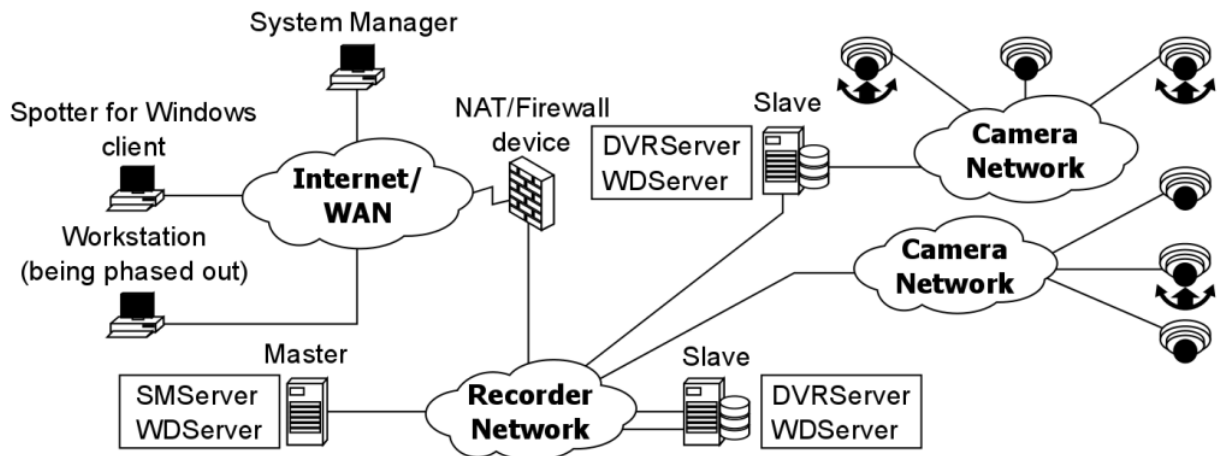 System Manager
Spotter for Windows
client
NAT/Firewall
device
Slave
DVRServer
WDServer
Camera
Network
Internet/
WAN
Workstation
(being phased out)
Camera
Network
Master
SMServer
WDServer
Recorder
Network
Slave
DVRServer
WDServer